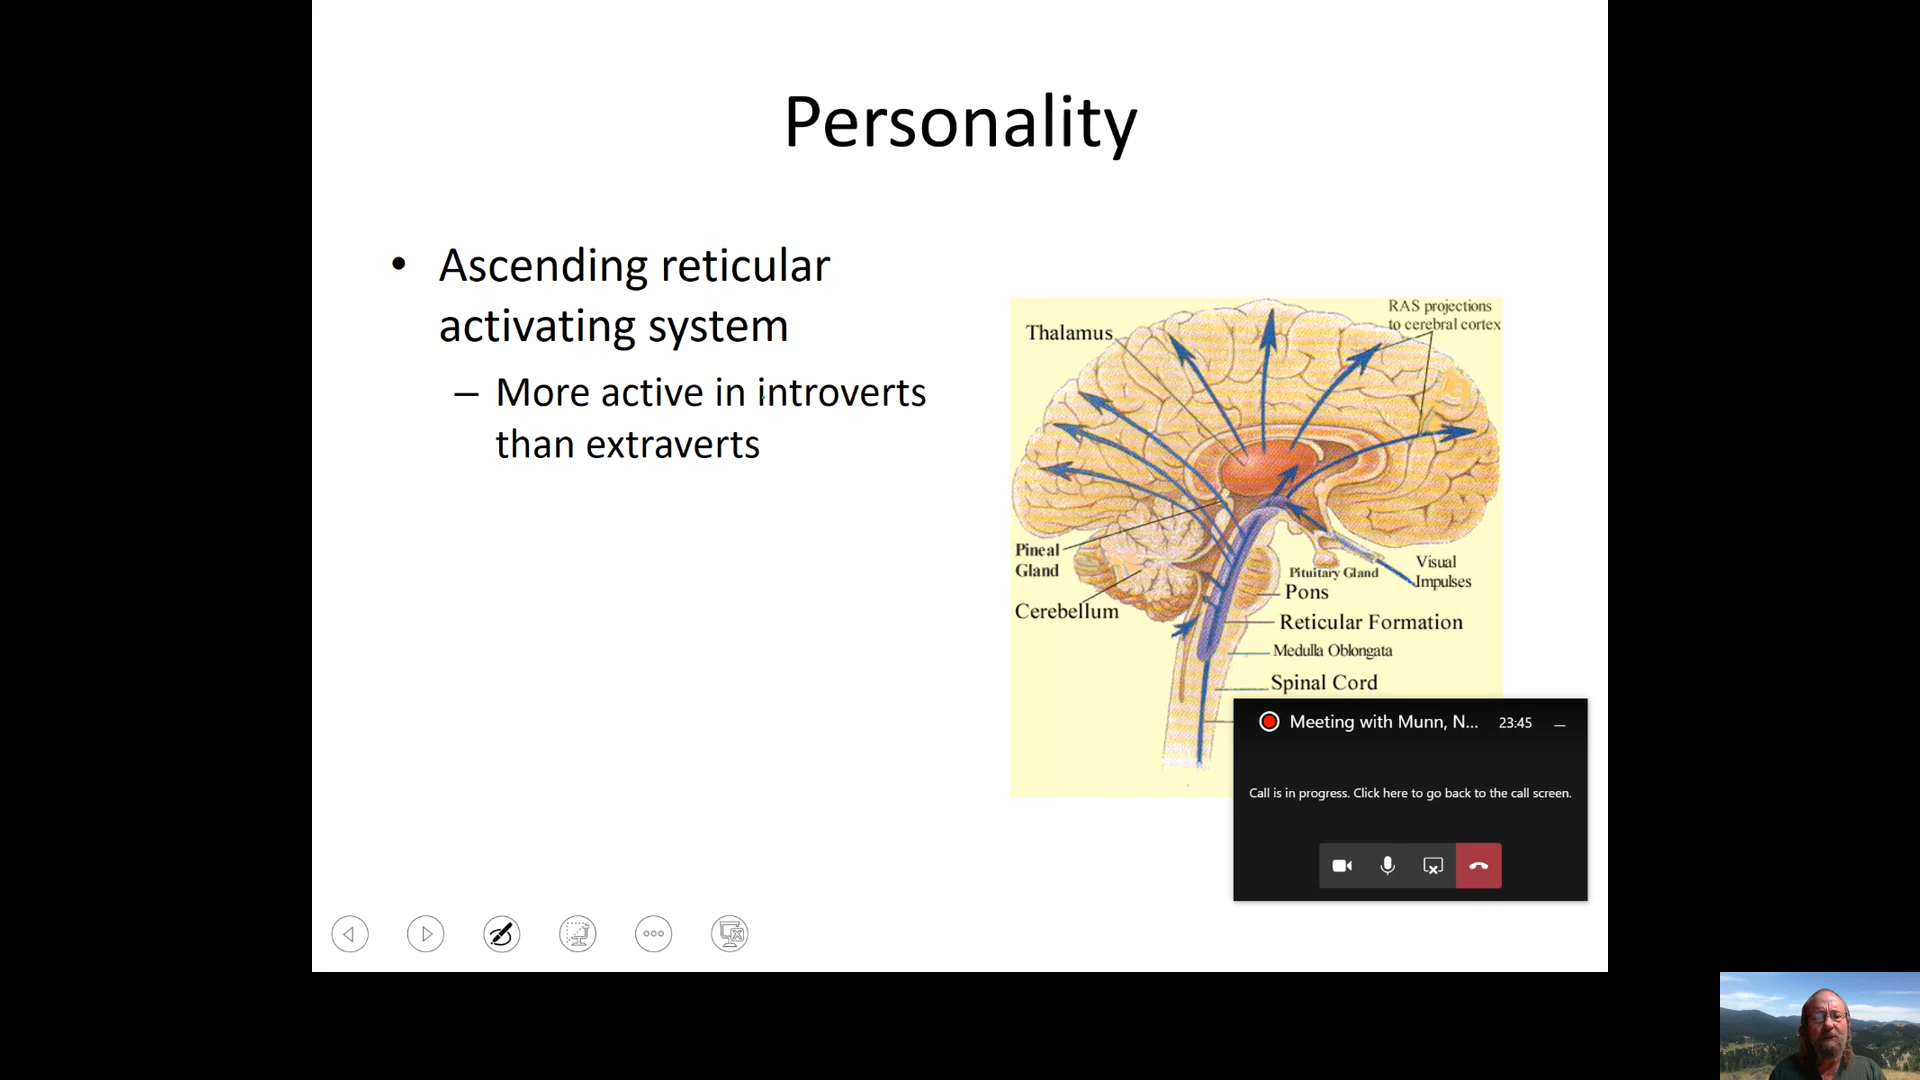 Personality
• Ascending reticular
activating system
– More active in introverts
than extraverts
RAS projections
to cerebral cortex
Thalamus
Pineal
Gland
Cerebellum
Visual
Impulses
Pituitary Gland
Pons
Reticular Formation
Medulla Oblongata
Spinal Cord
Meeting with Munn, N... 23:45
Call is in progress. Click here to go back to the call screen.